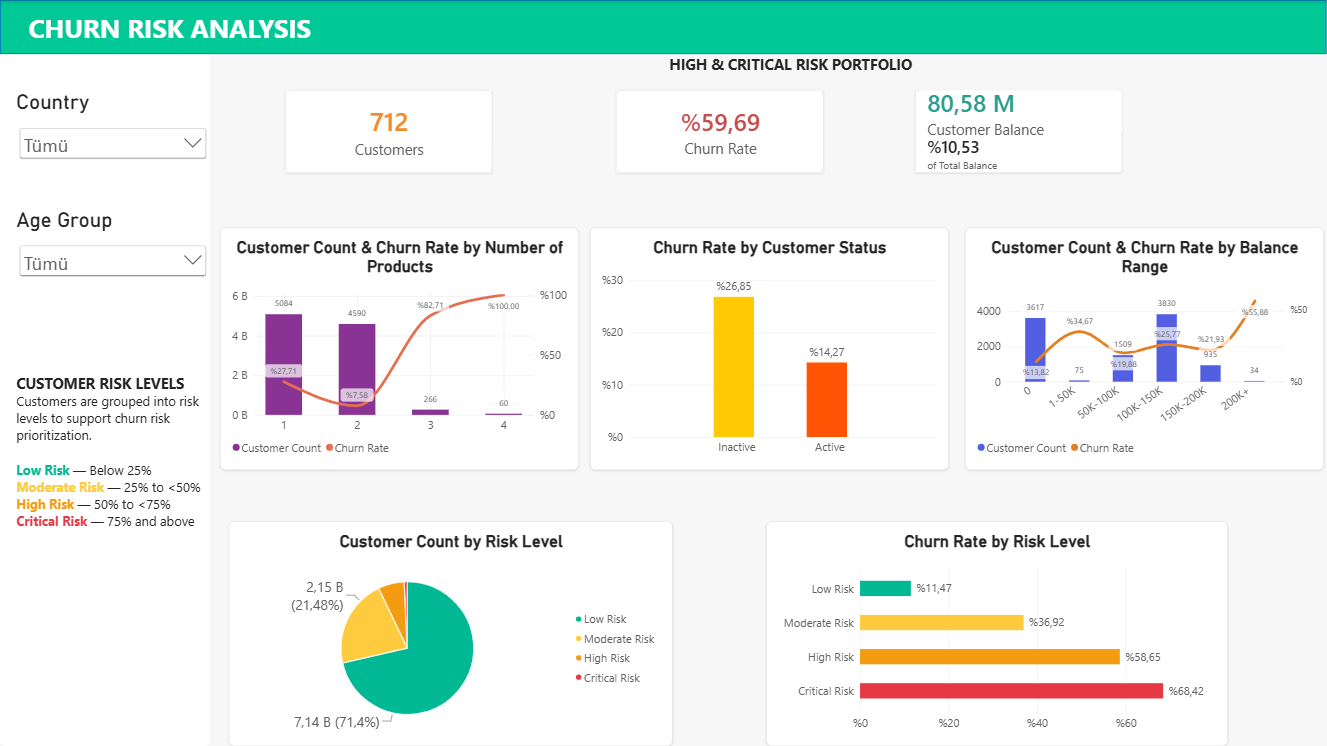 CHURN RISK ANALYSIS
HIGH & CRITICAL RISK PORTFOLIO
Country
Tümü
Age Group
Tümü
CUSTOMER RISK LEVELS
Customers are grouped into risk
levels to support churn risk
prioritization.
Low Risk — Below 25%
Moderate Risk — 25% to <50%
High Risk — 50% to <75%
Critical Risk — 75% and above
712
Customers
%59,69
Churn Rate
80,58 M
Customer Balance
%10,53
of Total Balance
Customer Count & Churn Rate by Number of
Products
6 B
4 B
2 B
0 B
5084
4590
266
60
%27,71
%7,58
%82,71
%100,00
%100
%50
%0
1
2
3
4
Customer Count
Churn Rate
Churn Rate by Customer Status
%30
%20
%10
%0
%26,85
%14,27
Inactive
Active
Customer Count & Churn Rate by Balance
Range
4000
2000
0
3617
75
1509
3830
935
34
%13,82
%34,67
%19,88
%25,77
%21,93
%55,88
%50
%0
0
1-50K
50K-100K
100K-150K
150K-200K
200K+
Customer Count
Churn Rate
Customer Count by Risk Level
2,15 B
(21,48%)
7,14 B (71,4%)
Low Risk
Moderate Risk
High Risk
Critical Risk
Churn Rate by Risk Level
Low Risk
%11,47
Moderate Risk
%36,92
High Risk
%58,65
Critical Risk
%68,42
%0
%20
%40
%60